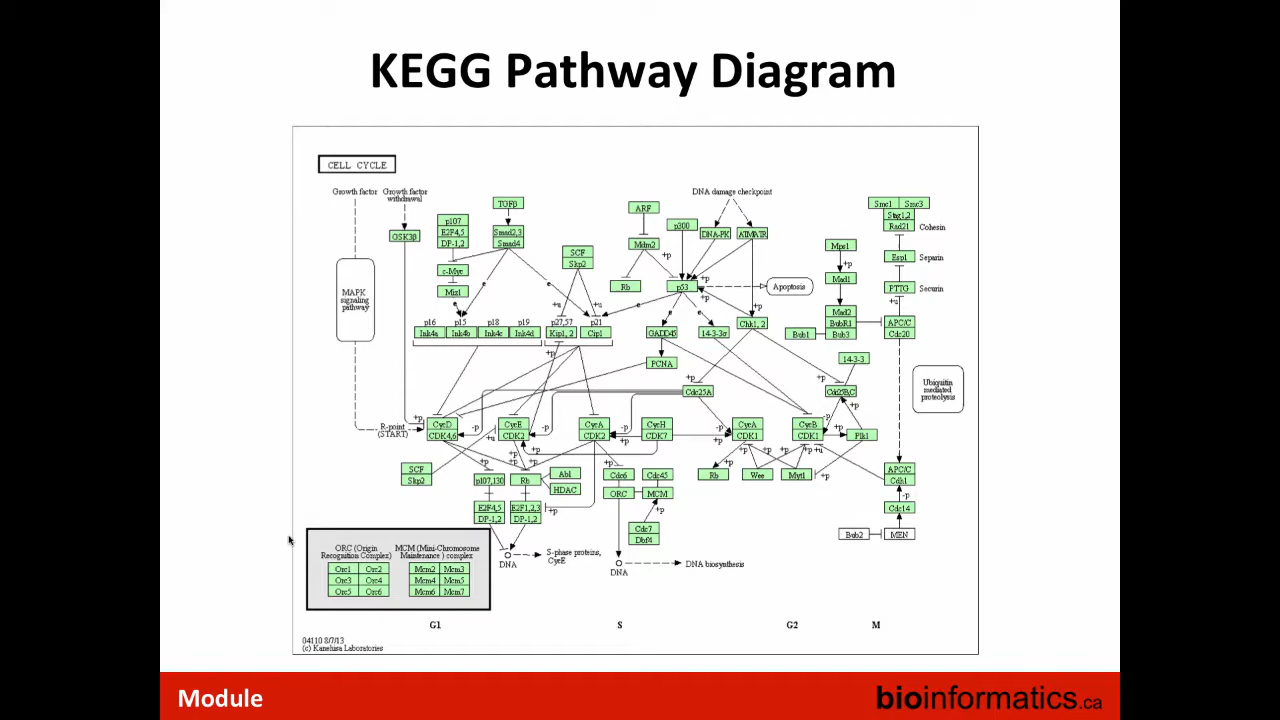 KEGG Pathway Diagram
CELL CYCLE
Growth factor
Growth factor
withdrawal
TGFβ
ARF
DNA damage checkpoint
Smc1 Smc3
Stag1,2
Rad21
Cohesin
p107
E2F4,5
DP-1,2
Smad2,3
Smad4
GSK3β
p300
DNA-PK
ATM/ATR
Mdm2
+p
Mps1
+p
Esp1
Separin
SCF
Skp2
c-Myc
Miz1
Rb
p53
+p
+p
Apoptosis
Mad1
PTTG
Securin
MAPK
signaling
pathway
e
e
e
+u
+u
e
e
+p
+u
Mad2
BubR1
Bub3
Bub1
APC/C
Cdc20
p16 p15 p18 p19 p27,57 p21
Ink4a Ink4b Ink4c Ink4d Kip1, 2 Cip1
GADD45
14-3-3σ
Chk1, 2
+p
PCNA
14-3-3
Ubiquitin
mediated
proteolysis
+p
Cdc25A
+p
Cdc25B,C
R-point
(START)
+p
CycD
CDK4,6
-p
+u
CycE
CDK2
-p
CycA
CDK2
-p
+p
CycH
CDK7
-p
+p
CycA
CDK1
CycB
CDK1
-p
-p
+p
Plk1
SCF
Skp2
+p
+p
+p
+p
+p
+p
+p
+p
+p
+u
+p
p107,130
Rb
Abl
HDAC
Cdc6
Cdc45
ORC
MCM
Rb
Wee
Myt1
APC/C
Cdh1
-p
E2F4,5
DP-1,2
E2F1,2,3
DP-1,2
+p
+p
Cdc7
Dbf4
Cdc14
Bub2
MEN
DNA
S-phase proteins,
CycE
DNA
DNA biosynthesis
ORC (Origin
Recognition Complex)
MCM (Mini-Chromosome
Maintenance ) complex
Orc1 Orc2 Mcm2 Mcm3
Orc3 Orc4 Mcm4 Mcm5
Orc5 Orc6 Mcm6 Mcm7
G1 S G2 M
04110 8/7/13
(c) Kanehisa Laboratories
Module
bioinformatics.ca